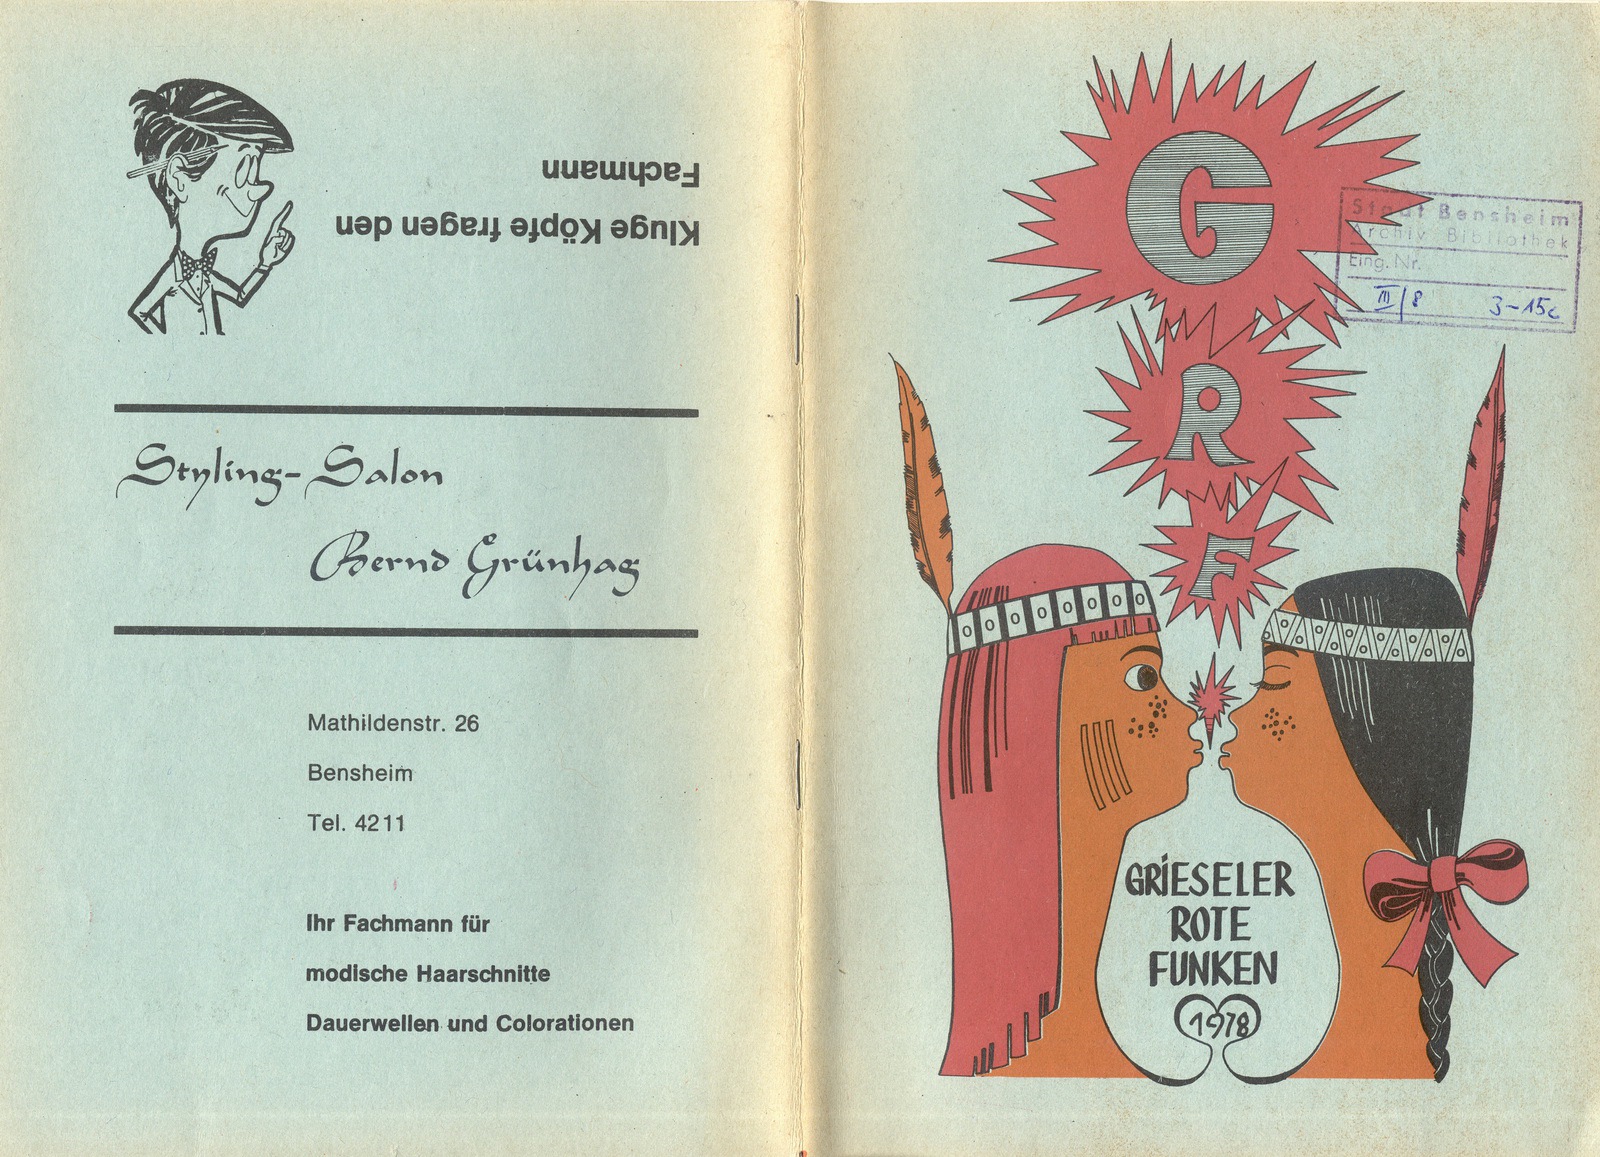 Kluge Köpfe fragen den
Fachmann
Styling-Salon
Bernd Grünhag
Mathildenstr. 26
Bensheim
Tel. 4211
Ihr Fachmann für
modische Haarschnitte
Dauerwellen und Colorationen
G
R
F
Stadt Bensheim
Archiv Bibliothek
Eing. Nr.
III/8 3-15c
GRIESELER
ROTE
FUNKEN
1978